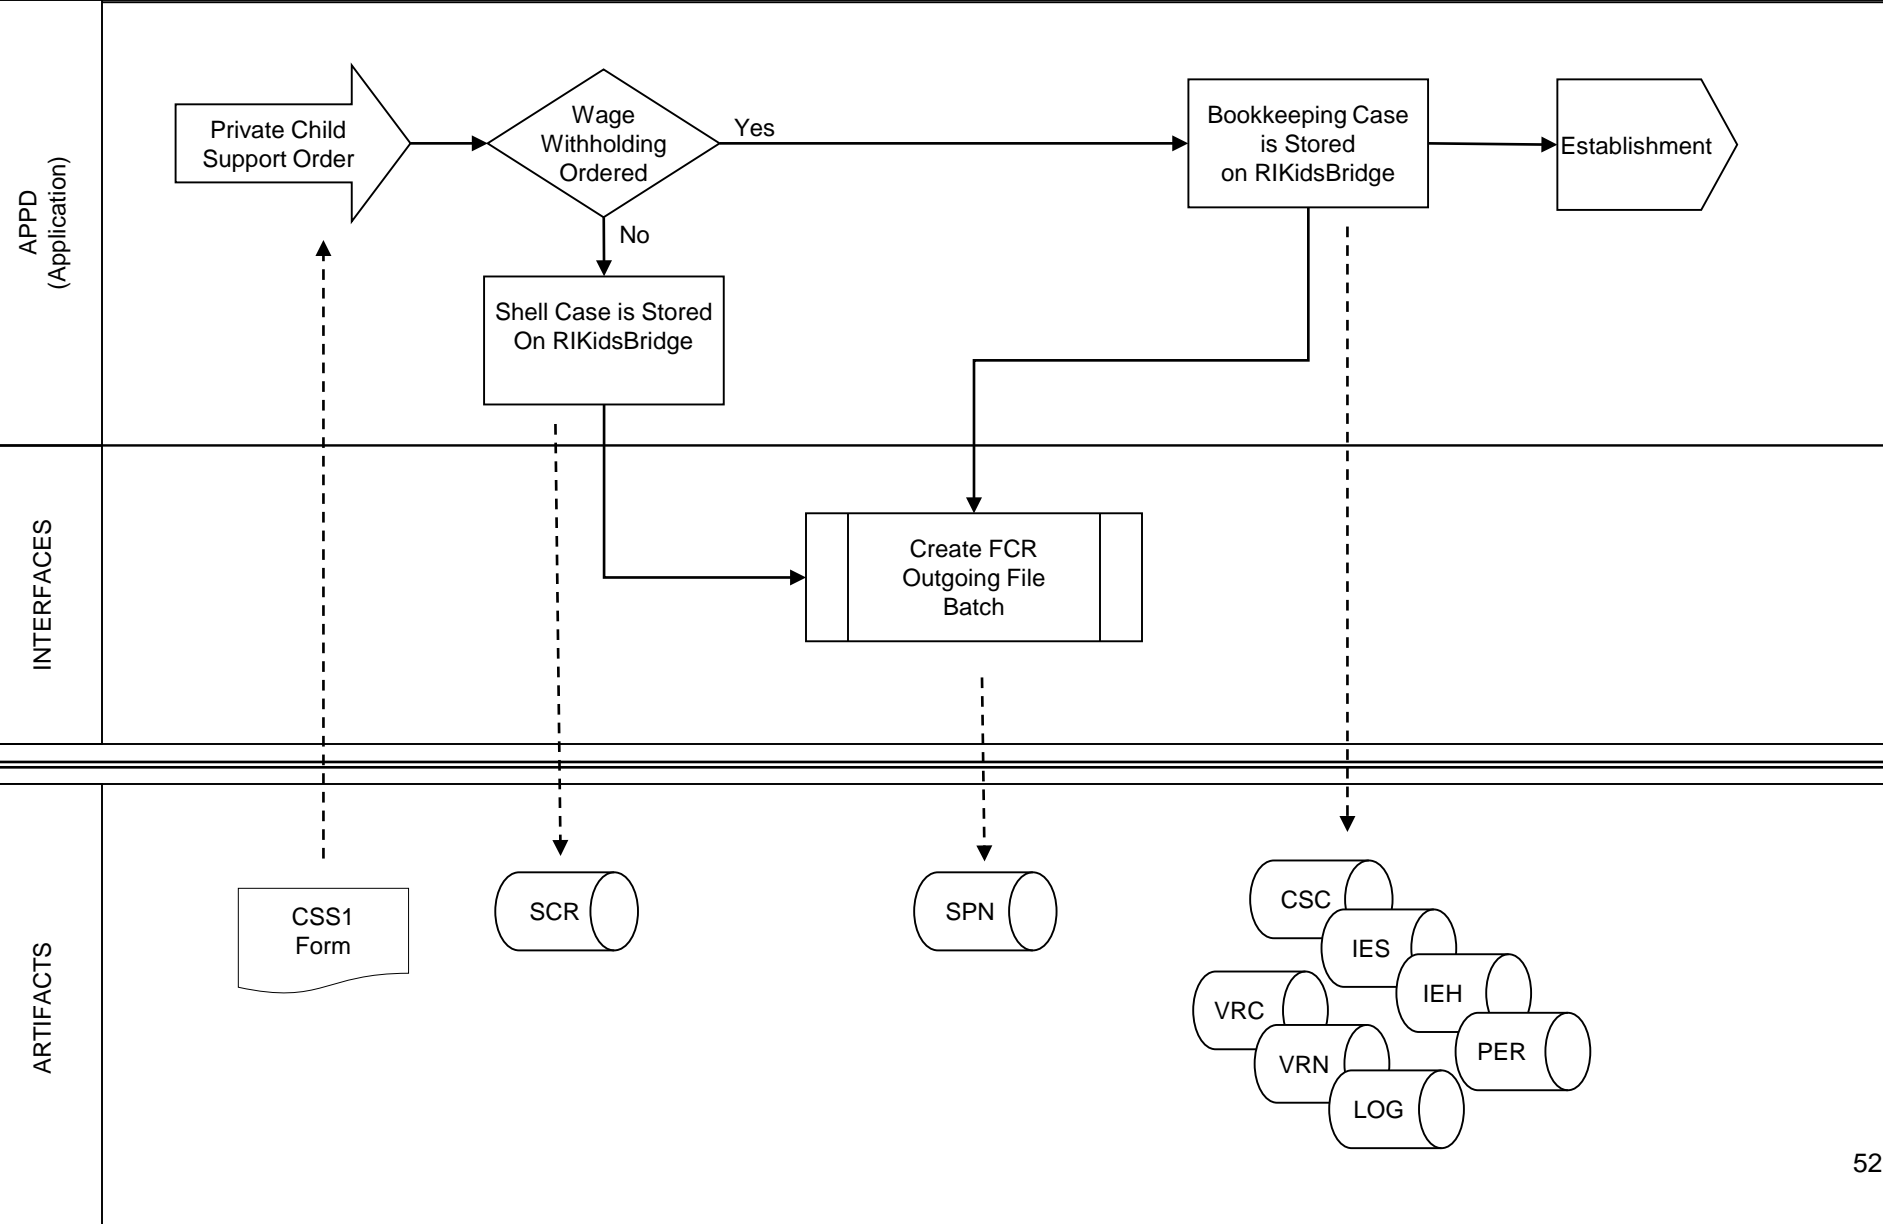 APPD
(Application)
Private Child
Support Order
Wage
Withholding
Ordered
Yes
No
Bookkeeping Case
is Stored
on RIKidsBridge
Establishment
Shell Case is Stored
On RIKidsBridge
INTERFACES
Create FCR
Outgoing File
Batch
ARTIFACTS
CSS1
Form
SCR
SPN
CSC
IES
IEH
PER
VRC
VRN
LOG
52